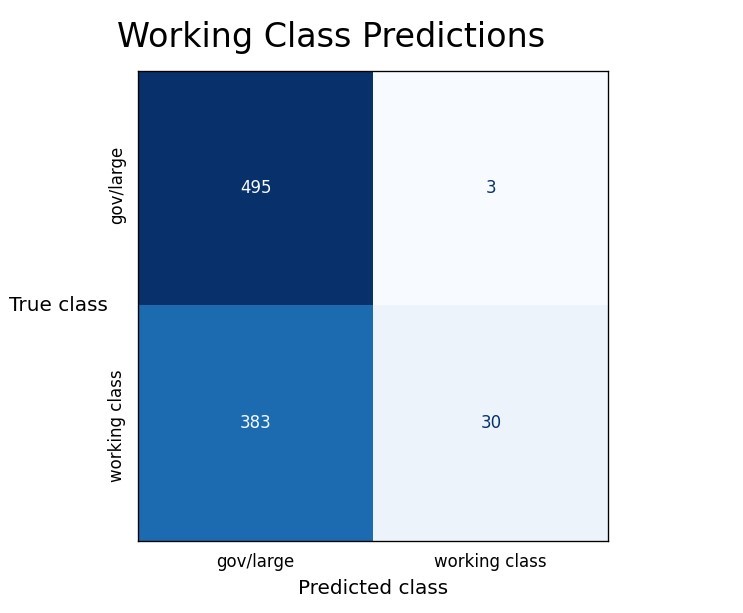 Working Class Predictions
gov/large
495
3
True class
working class
383
30
gov/large
working class
Predicted class